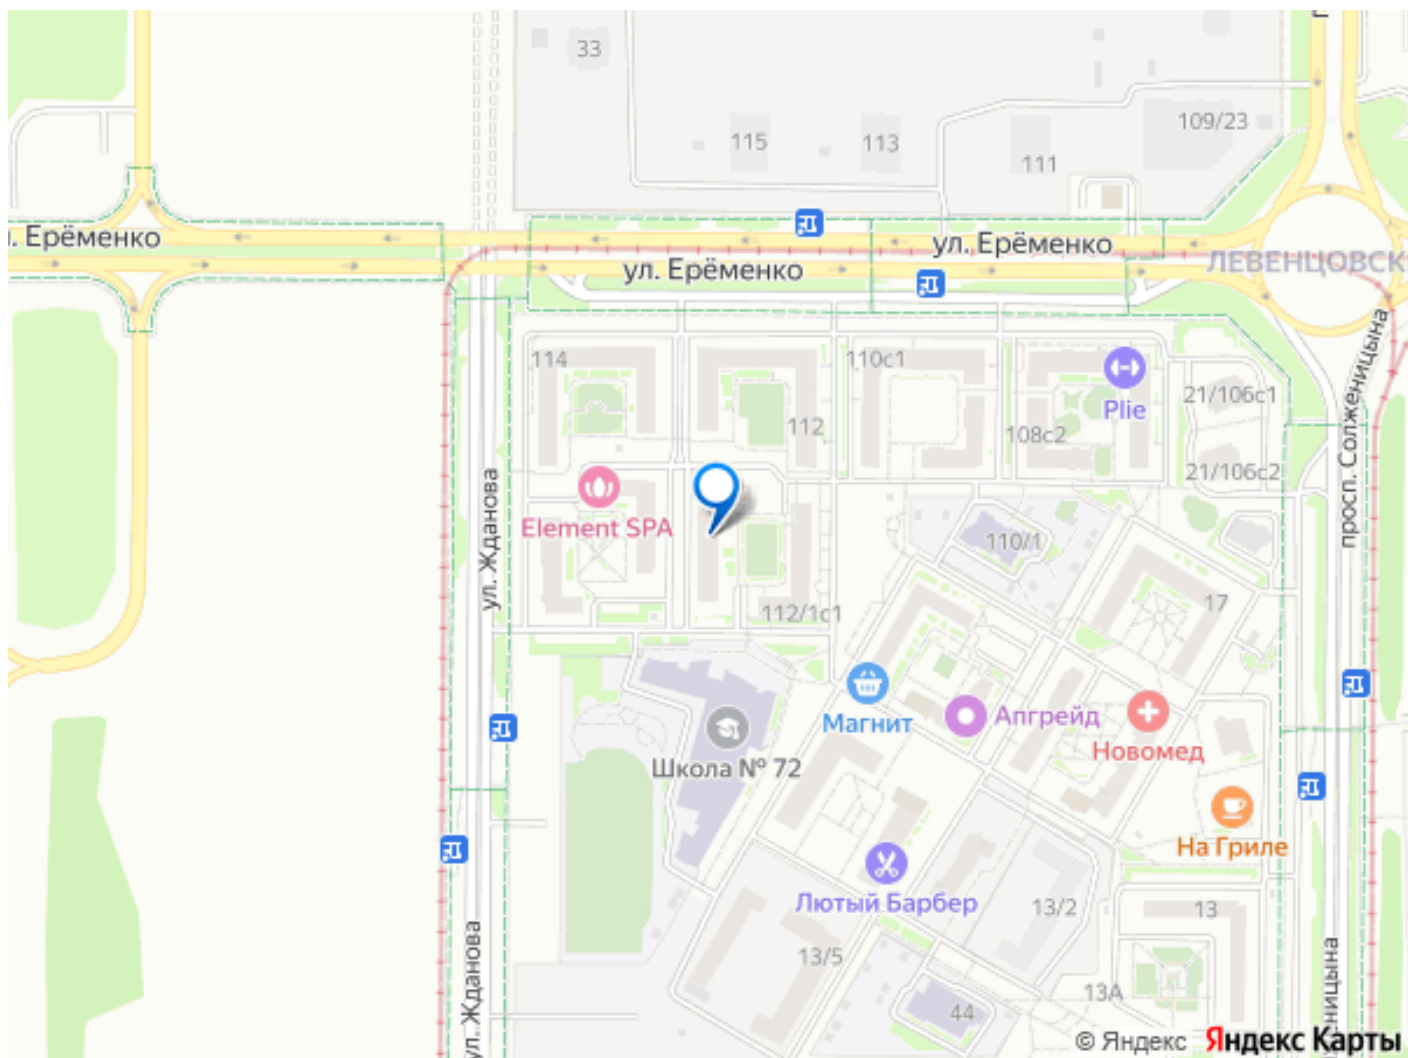 33
109/23
115
113
111
ул. Ерёменко
ул. Ерёменко
ул. Ерёменко
ЛЕВЕНЦОВСК
114
110с1
Plie
21/106с1
112
108с2
21/106с2
просп. Солженицына
ул. Жданова
Element SPA
110/1
112/1с1
17
Магнит
Апгрейд
Новомед
Школа № 72
На Гриле
Лютый Барбер
13/2
13
13/5
ул. Жданова
13А
44
ницына
© Яндекс Яндекс Карты